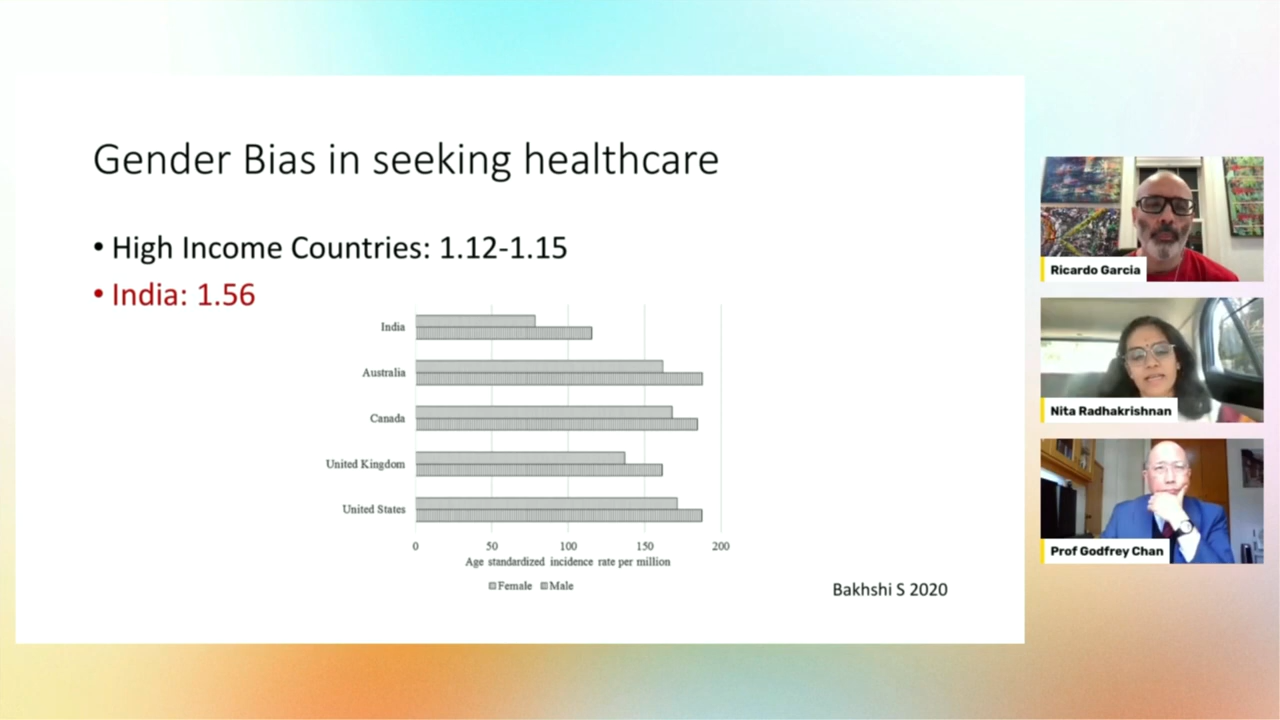 Gender Bias in seeking healthcare
• High Income Countries: 1.12-1.15
• India: 1.56
India
Australia
Canada
United Kingdom
United States
0 50 100 150 200
Age standardized incidence rate per million
Female Male
Bakhshi S 2020
Ricardo Garcia
Nita Radhakrishnan
Prof Godfrey Chan